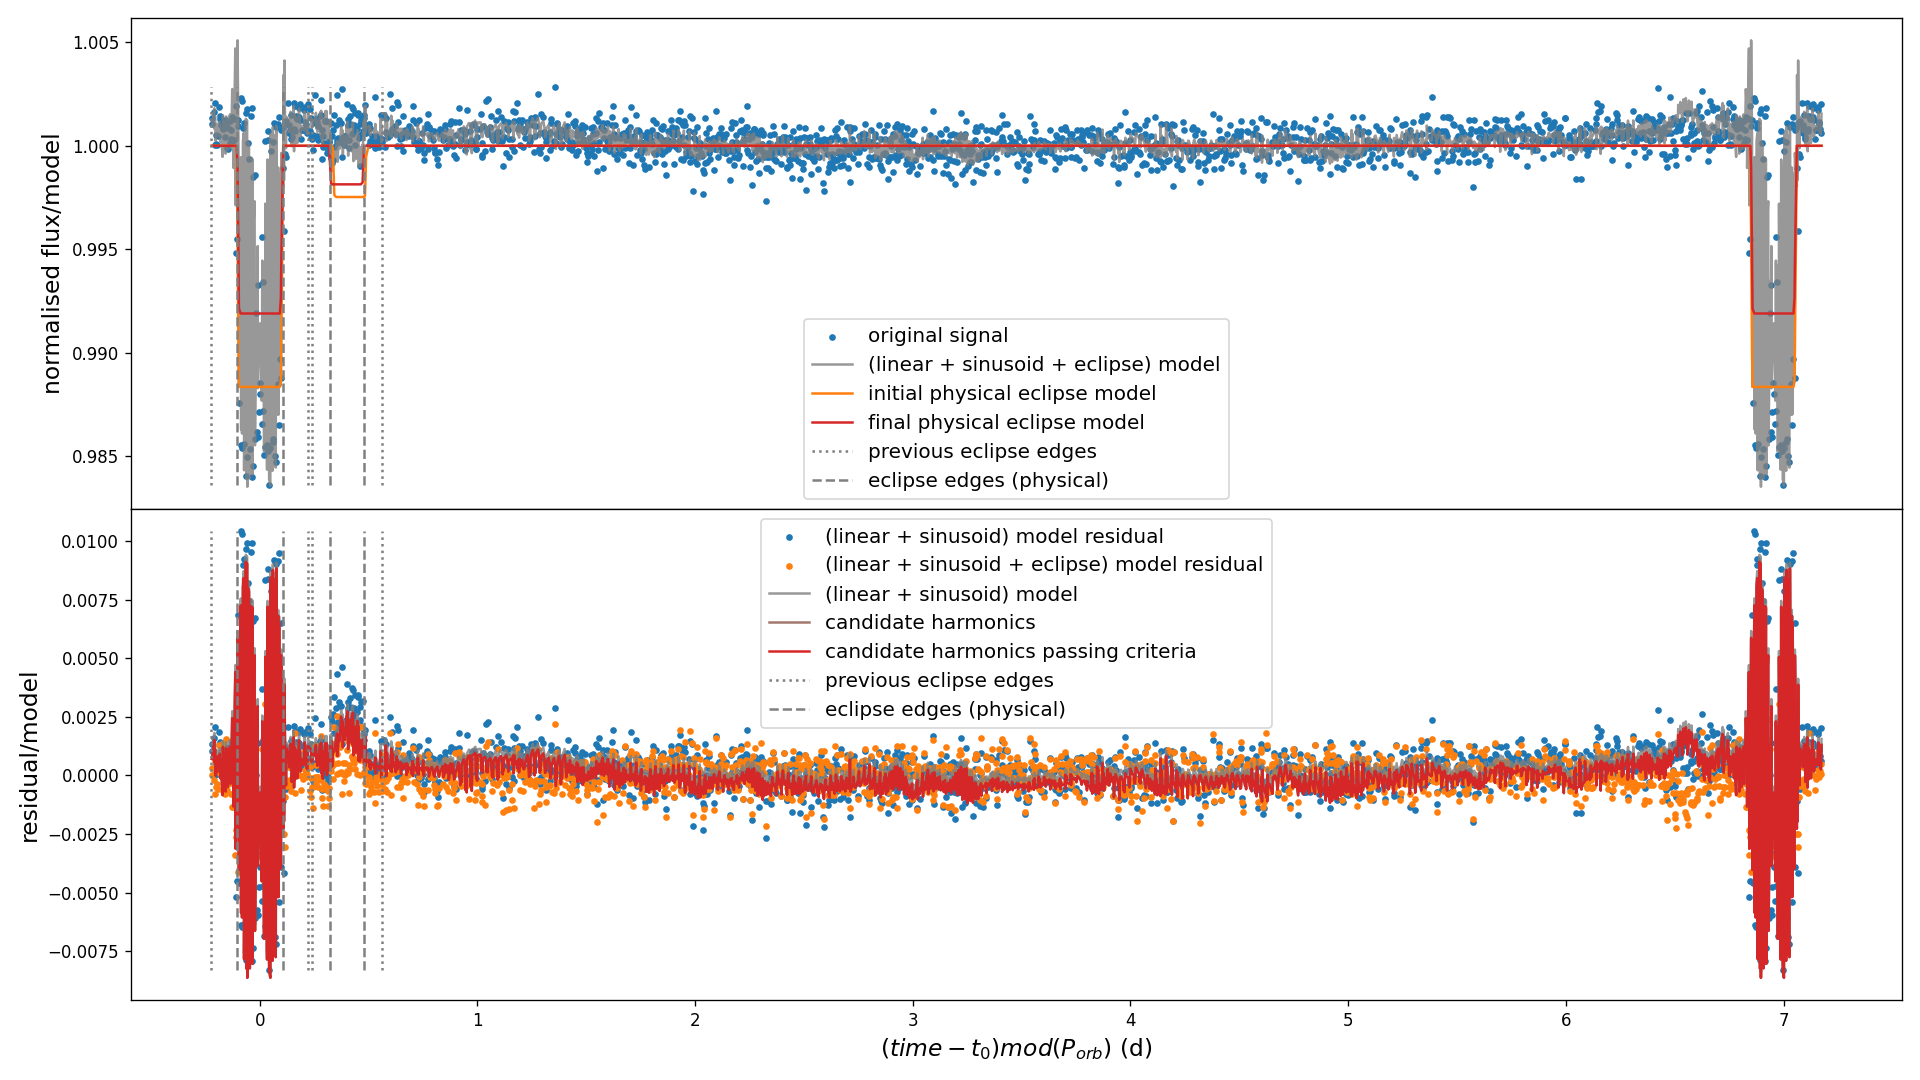 1.005
1.000
0.995
0.990
0.985
normalised flux/model
original signal
(linear + sinusoid + eclipse) model
initial physical eclipse model
final physical eclipse model
previous eclipse edges
eclipse edges (physical)
0.0100
0.0075
0.0050
0.0025
0.0000
−0.0025
−0.0050
−0.0075
residual/model
(linear + sinusoid) model residual
(linear + sinusoid + eclipse) model residual
(linear + sinusoid) model
candidate harmonics
candidate harmonics passing criteria
previous eclipse edges
eclipse edges (physical)
0 1 2 3 4 5 6 7
(time − t₀)mod(P_orb) (d)